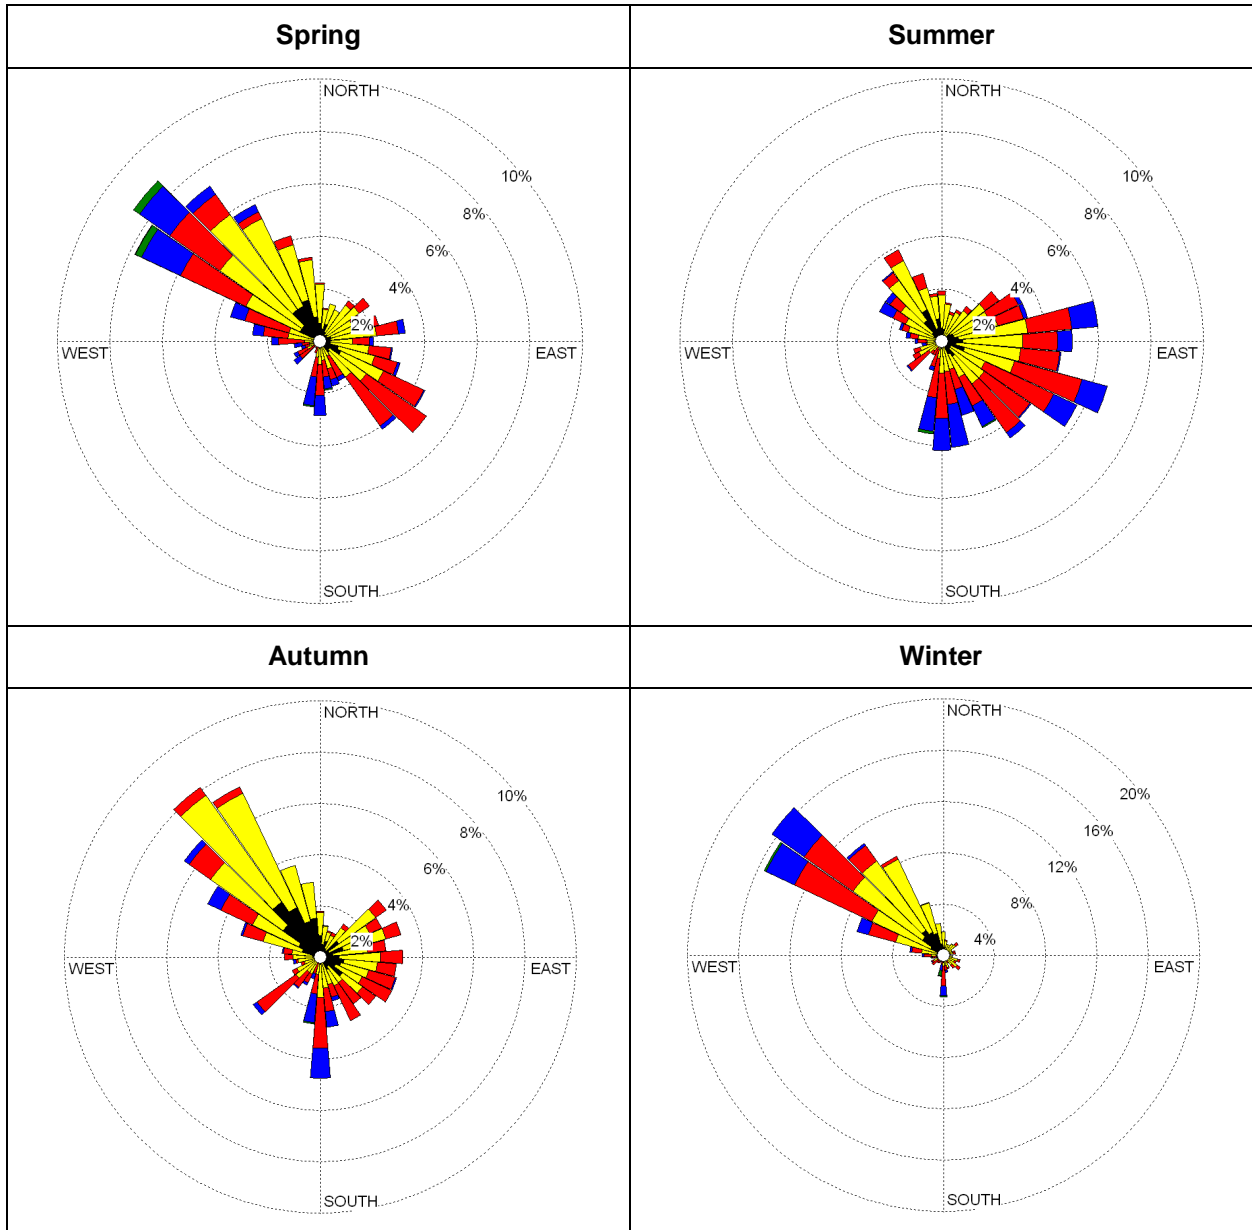 Spring
Summer
NORTH
10%
8%
6%
4%
2%
WEST
EAST
SOUTH
NORTH
10%
8%
6%
4%
2%
WEST
EAST
SOUTH
Autumn
Winter
NORTH
10%
8%
6%
4%
2%
WEST
EAST
SOUTH
NORTH
20%
16%
12%
8%
4%
WEST
EAST
SOUTH